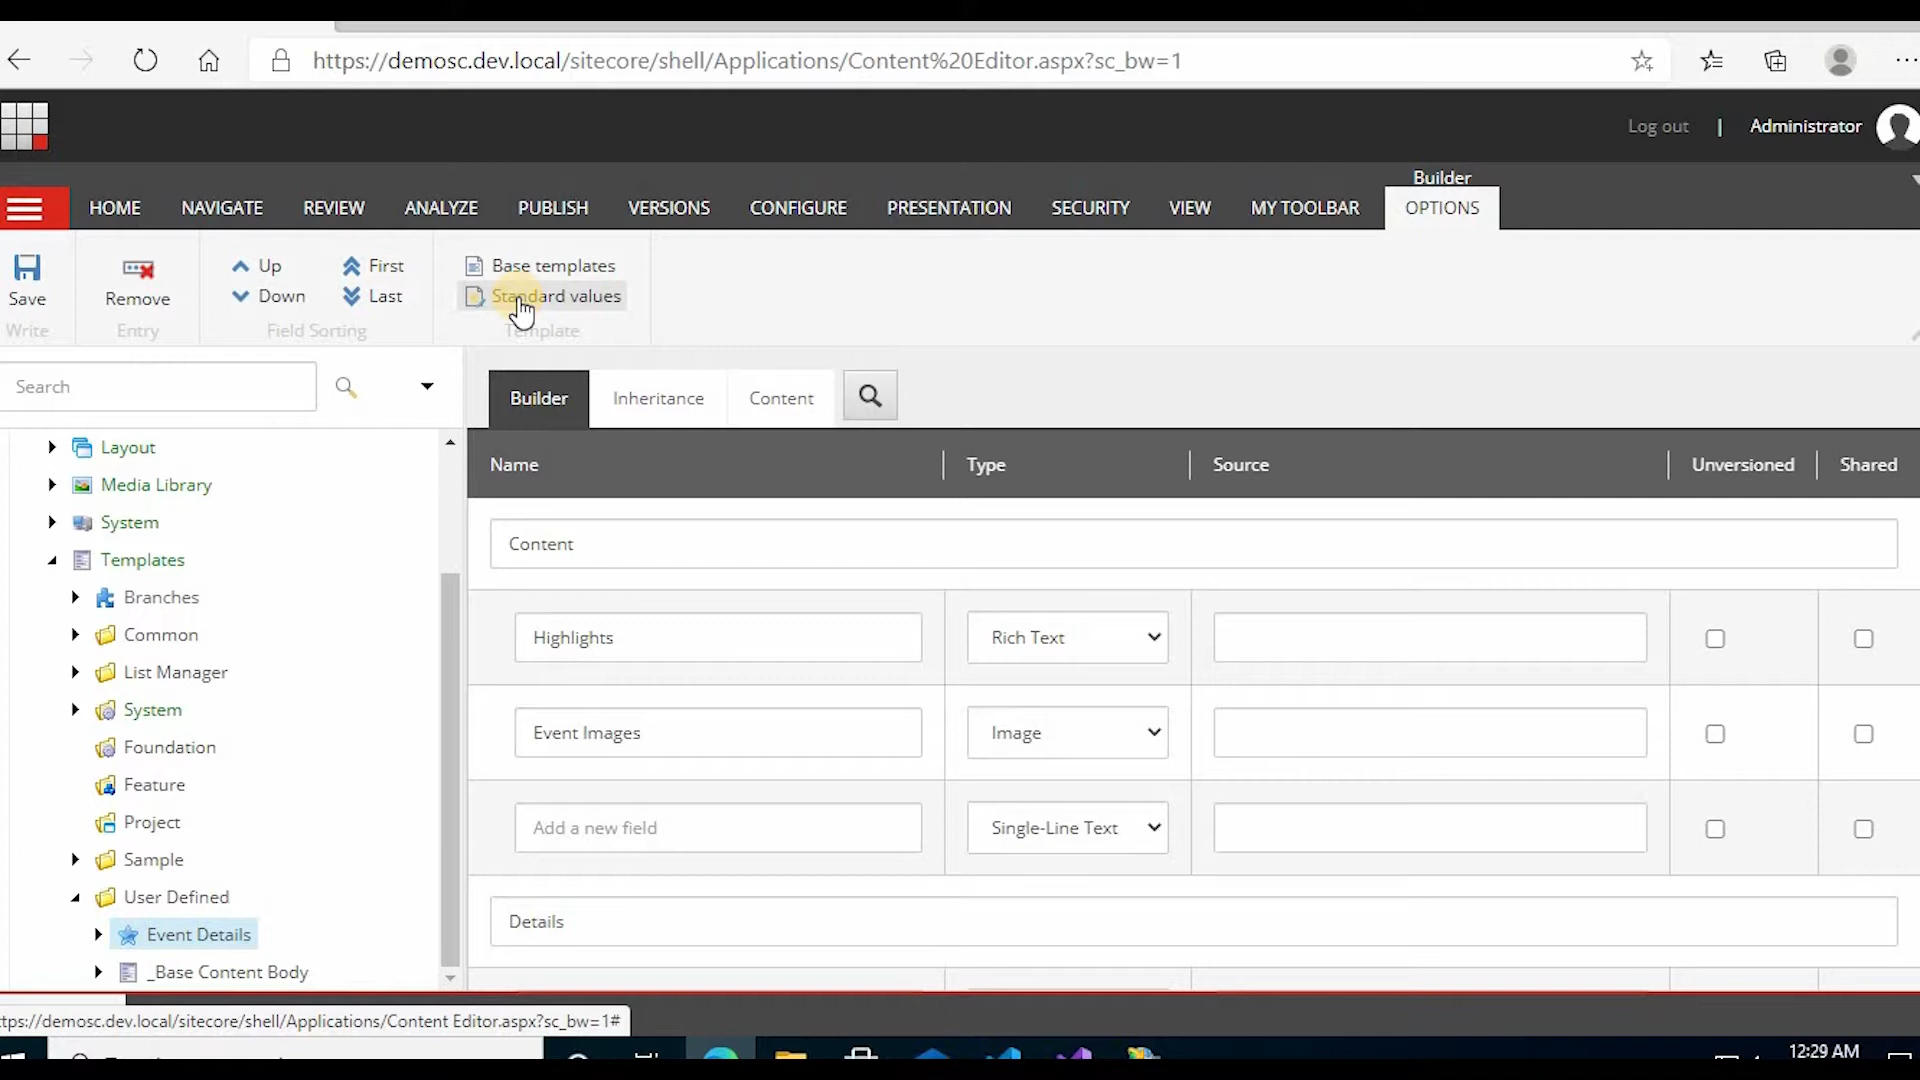 https://demosc.dev.local/sitecore/shell/Applications/Content%20Editor.aspx?sc_bw=1
Log out | Administrator
Builder
HOME NAVIGATE REVIEW ANALYZE PUBLISH VERSIONS CONFIGURE PRESENTATION SECURITY VIEW MY TOOLBAR OPTIONS
Save Remove Up Down First Last Base templates Standard values
Write Entry Field Sorting Template
Search
Builder Inheritance Content
Layout
Media Library
System
Templates
Branches
Common
List Manager
System
Foundation
Feature
Project
Sample
User Defined
Event Details
_Base Content Body
Name Type Source Unversioned Shared
Content
Highlights Rich Text
Event Images Image
Add a new field Single-Line Text
Details
tps://demosc.dev.local/sitecore/shell/Applications/Content Editor.aspx?sc_bw=1#
12:29 AM